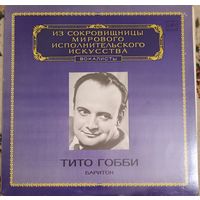 ИЗ СОКРОВИЩНИЦЫ
МИРОВОГО
ИСПОЛНИТЕЛЬСКОГО
ИСКУССТВА
ВОКАЛИСТЫ
ТИТО ГОББИ
БАРИТОН